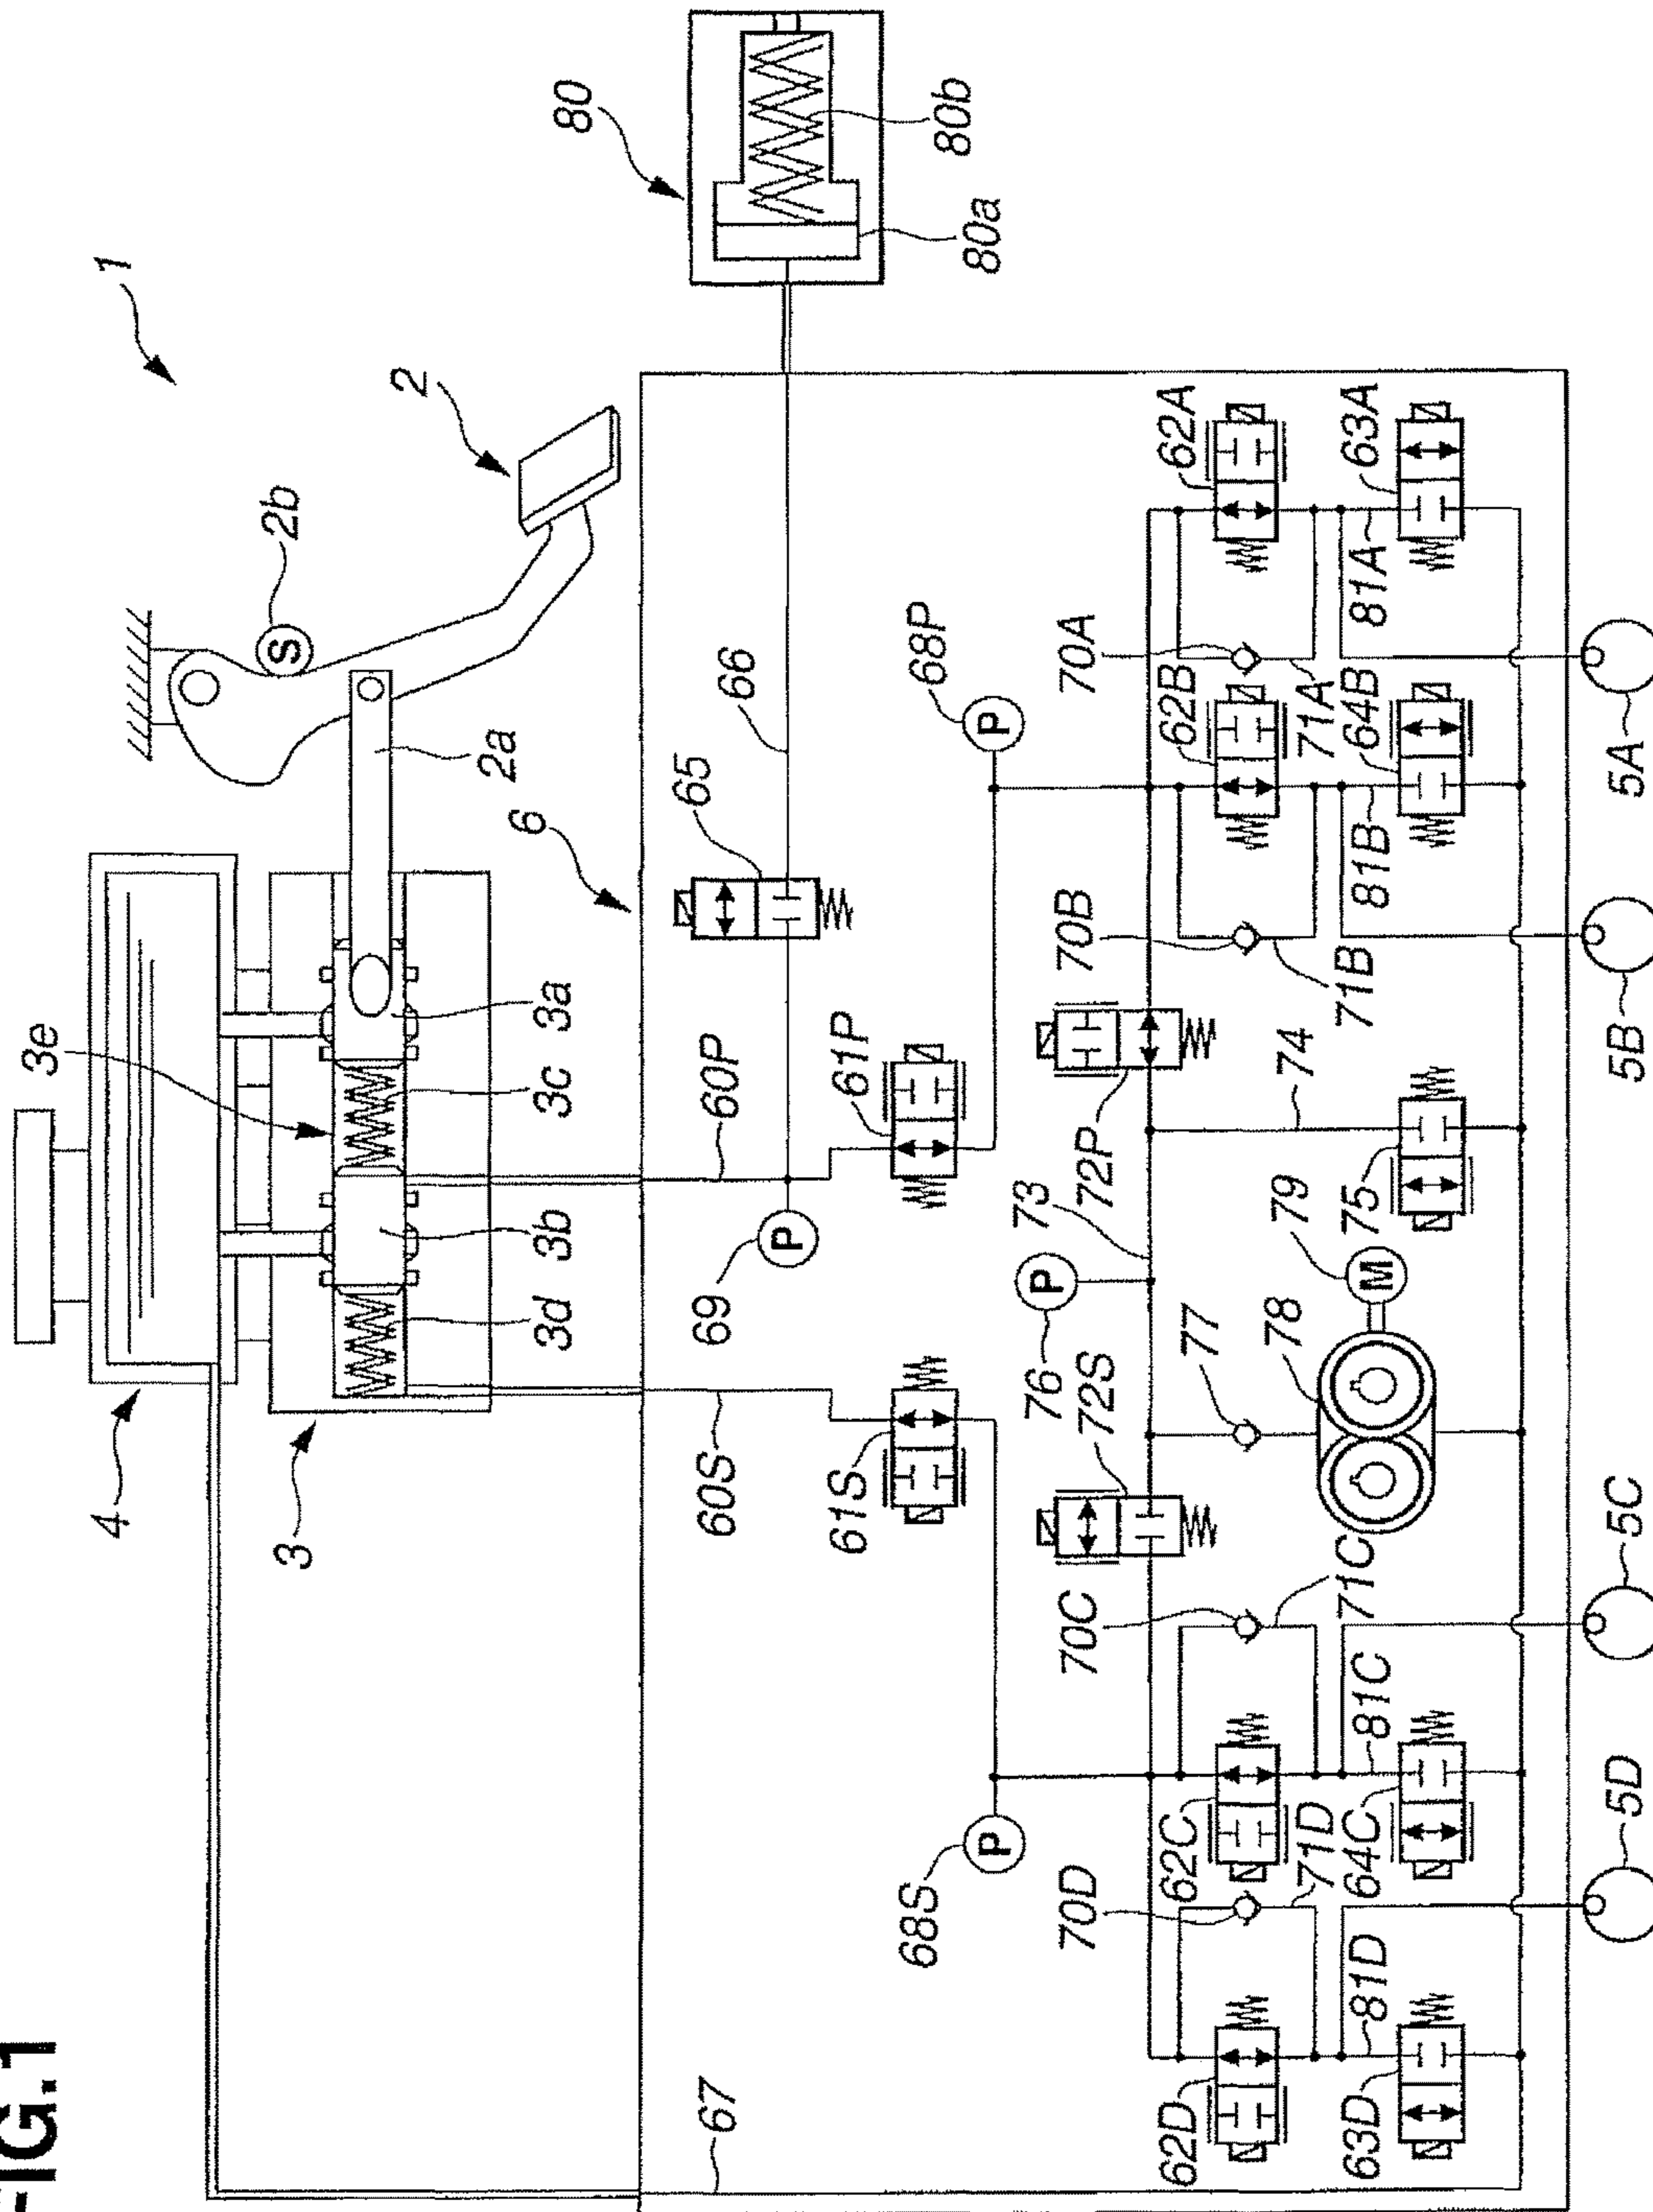 FIG.1
1
2
2a
2b
3
3a
3b
3c
3d
3e
4
S
6
80
80a
80b
65
66
60P
60S
61P
61S
69
P
68P
P
68S
P
67
73
76
P
72P
72S
74
75
77
78
79
M
70A
70B
70C
70D
71A
71B
71C
71D
62A
62B
62C
62D
63A
64B
64C
63D
81A
81B
81C
81D
5A
5B
5C
5D